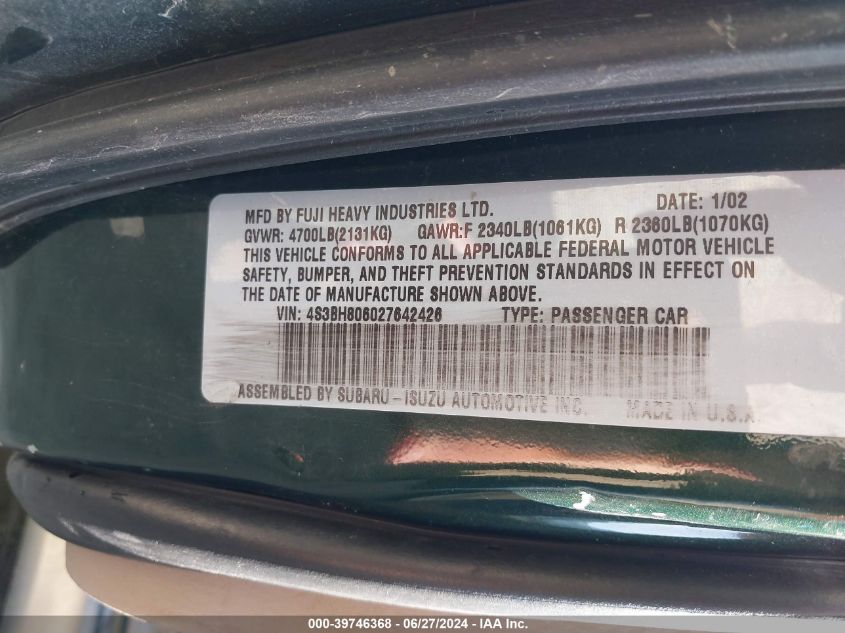 MFD BY FUJI HEAVY INDUSTRIES LTD. DATE: 1/02
GVWR: 4700LB(2131KG) GAWR:F 2340LB(1061KG) R 2360LB(1070KG)
THIS VEHICLE CONFORMS TO ALL APPLICABLE FEDERAL MOTOR VEHICLE
SAFETY, BUMPER, AND THEFT PREVENTION STANDARDS IN EFFECT ON
THE DATE OF MANUFACTURE SHOWN ABOVE.
VIN: 4S3BH806027642426 TYPE: PASSENGER CAR
ASSEMBLED BY SUBARU-ISUZU AUTOMOTIVE INC. MADE IN U.S.A
000-39746368 - 06/27/2024 - IAA Inc.